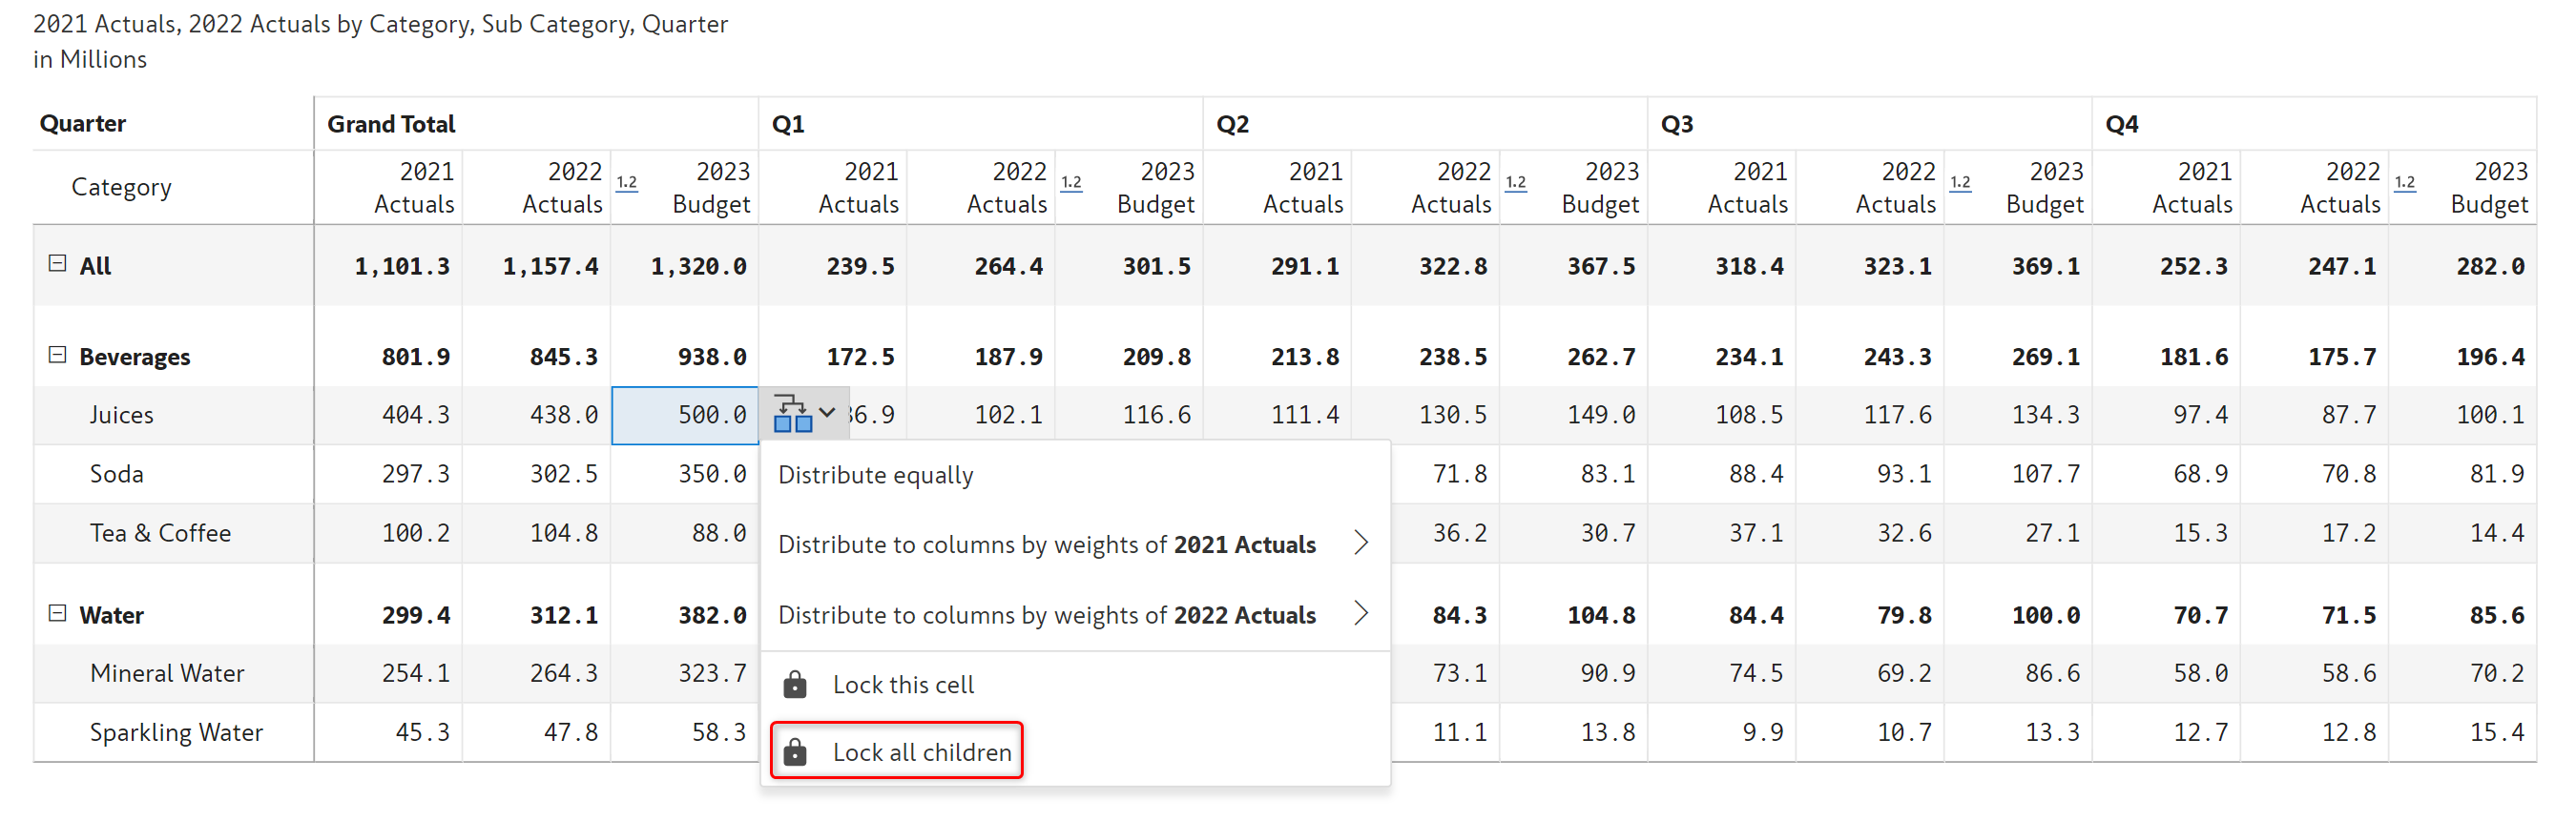 2021 Actuals, 2022 Actuals by Category, Sub Category, Quarter
in Millions
Quarter Grand Total Q1 Q2 Q3 Q4
Category 2021 Actuals 2022 Actuals 1.2 2023 Budget 2021 Actuals 2022 Actuals 1.2 2023 Budget 2021 Actuals 2022 Actuals 1.2 2023 Budget 2021 Actuals 2022 Actuals 1.2 2023 Budget 2021 Actuals 2022 Actuals 1.2 2023 Budget
All 1,101.3 1,157.4 1,320.0 239.5 264.4 301.5 291.1 322.8 367.5 318.4 323.1 369.1 252.3 247.1 282.0
Beverages 801.9 845.3 938.0 172.5 187.9 209.8 213.8 238.5 262.7 234.1 243.3 269.1 181.6 175.7 196.4
Juices 404.3 438.0 500.0 6.9 102.1 116.6 111.4 130.5 149.0 108.5 117.6 134.3 97.4 87.7 100.1
Soda 297.3 302.5 350.0 Distribute equally 71.8 83.1 88.4 93.1 107.7 68.9 70.8 81.9
Tea & Coffee 100.2 104.8 88.0 Distribute to columns by weights of 2021 Actuals 36.2 30.7 37.1 32.6 27.1 15.3 17.2 14.4
Water 299.4 312.1 382.0 Distribute to columns by weights of 2022 Actuals 84.3 104.8 84.4 79.8 100.0 70.7 71.5 85.6
Mineral Water 254.1 264.3 323.7 Lock this cell 73.1 90.9 74.5 69.2 86.6 58.0 58.6 70.2
Sparkling Water 45.3 47.8 58.3 Lock all children 11.1 13.8 9.9 10.7 13.3 12.7 12.8 15.4